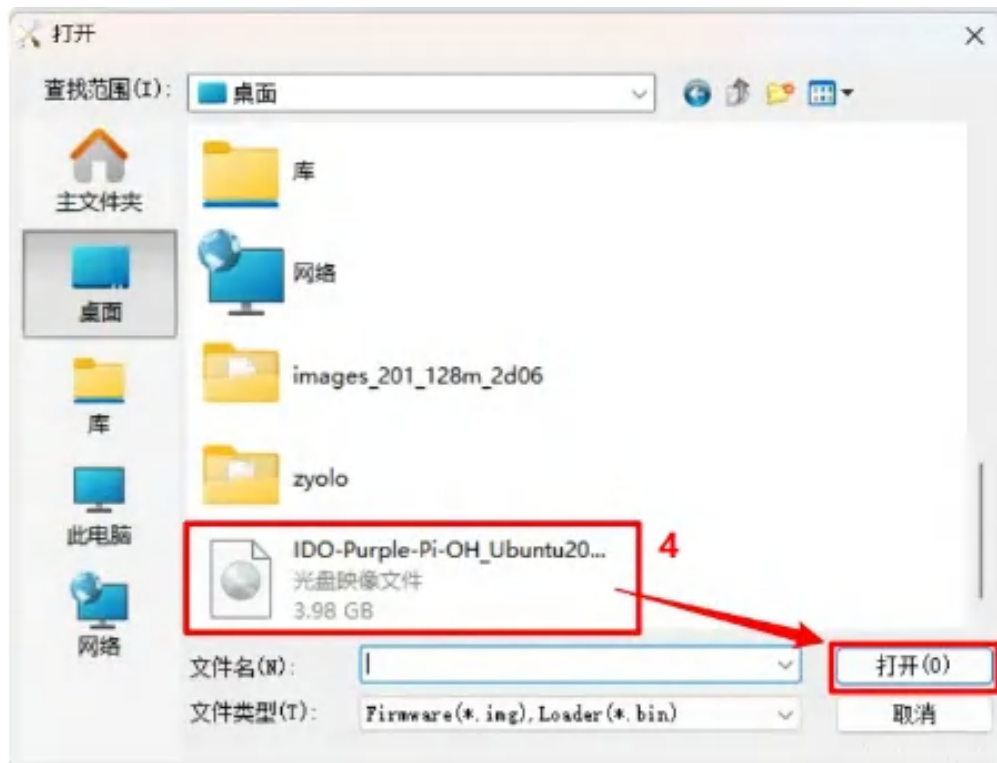 打开
查找范围(I):
桌面
主文件夹
桌面
库
此电脑
网络
库
网络
images_201_128m_2d06
zyolo
IDO-Purple-Pi-OH_Ubuntu20...
光盘映像文件
3.98 GB
4
文件名(N):
打开(O)
文件类型(T):
Firmware(*.img),Loader(*.bin)
取消